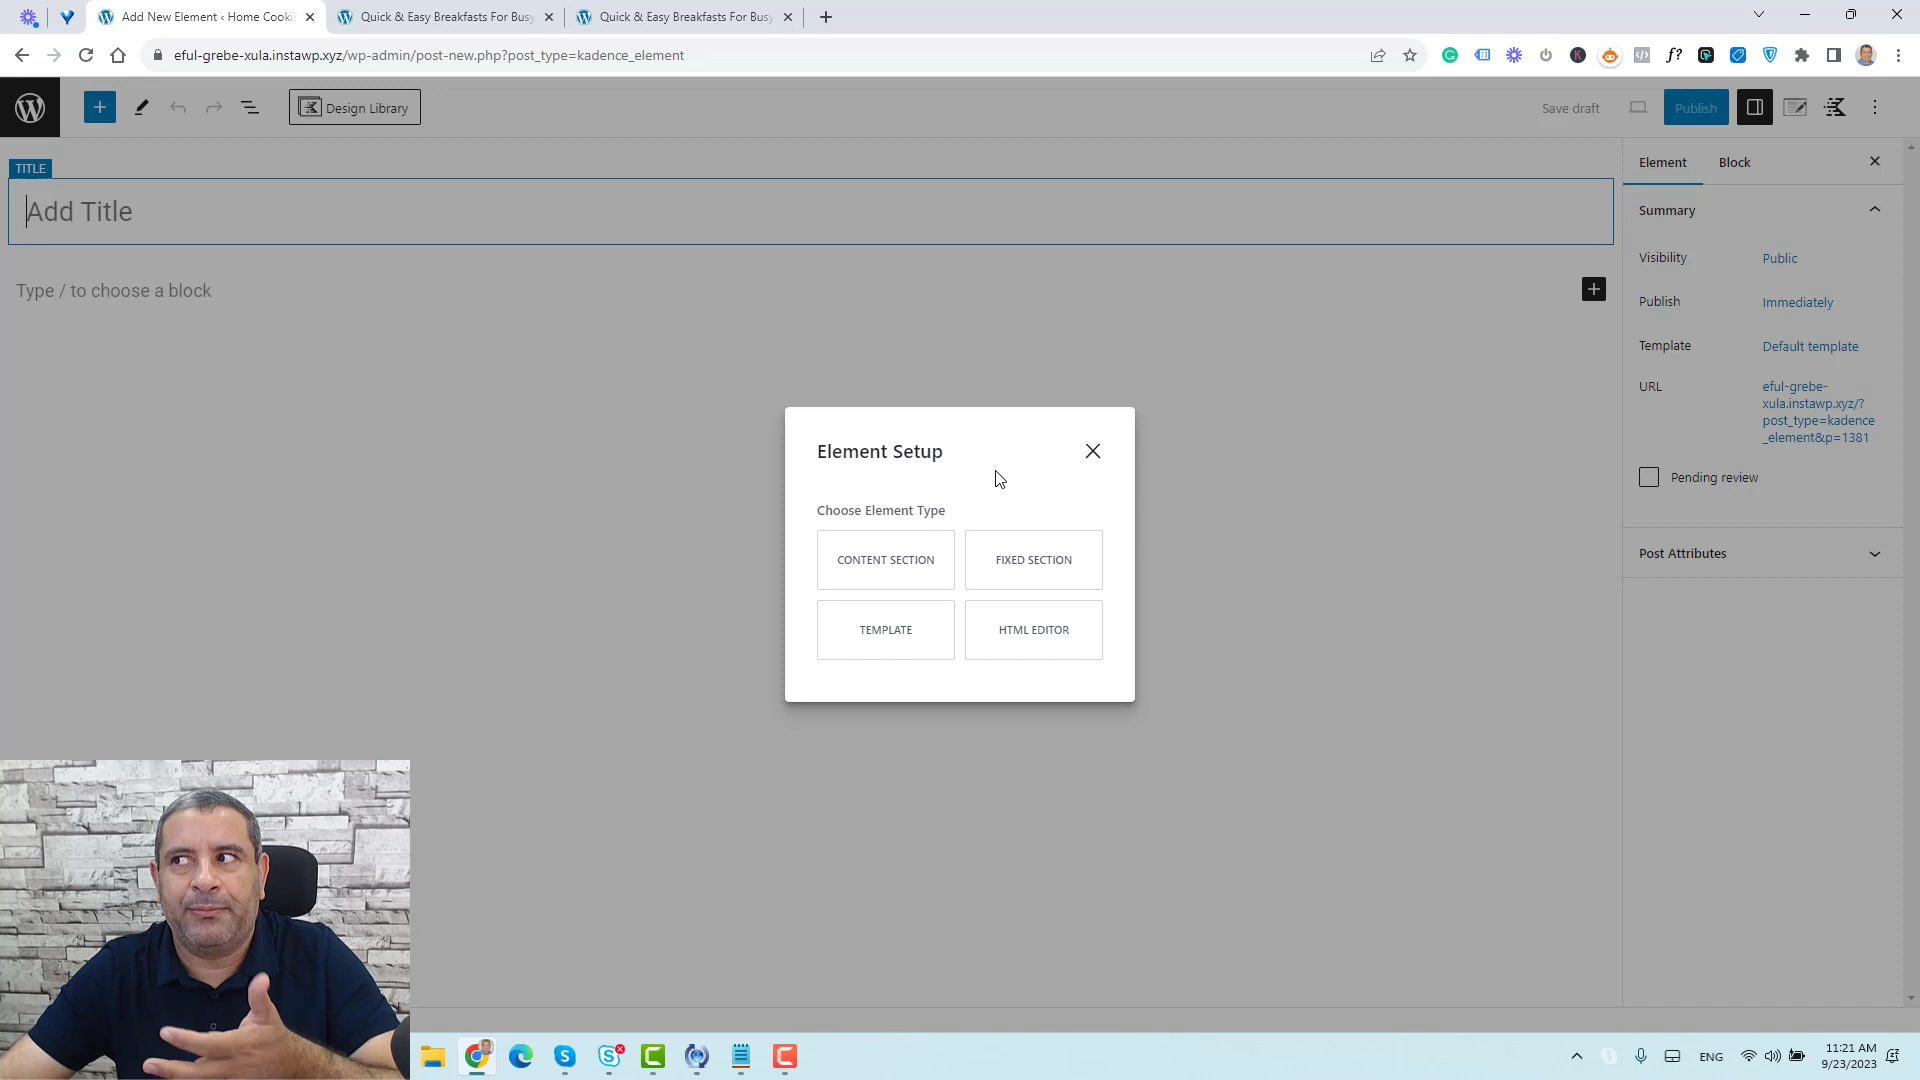 Add New Element ‹ Home Cooki
Quick & Easy Breakfasts For Busy
Quick & Easy Breakfasts For Busy
eful-grebe-xula.instawp.xyz/wp-admin/post-new.php?post_type=kadence_element
Design Library
Save draft
Publish
TITLE
Add Title
Type / to choose a block
Element
Block
Summary
Visibility
Public
Publish
Immediately
Template
Default template
URL
eful-grebe-
xula.instawp.xyz/?
post_type=kadence
_element&p=1381
Pending review
Post Attributes
Element Setup
Choose Element Type
CONTENT SECTION
FIXED SECTION
TEMPLATE
HTML EDITOR
ENG
11:21 AM
9/23/2023